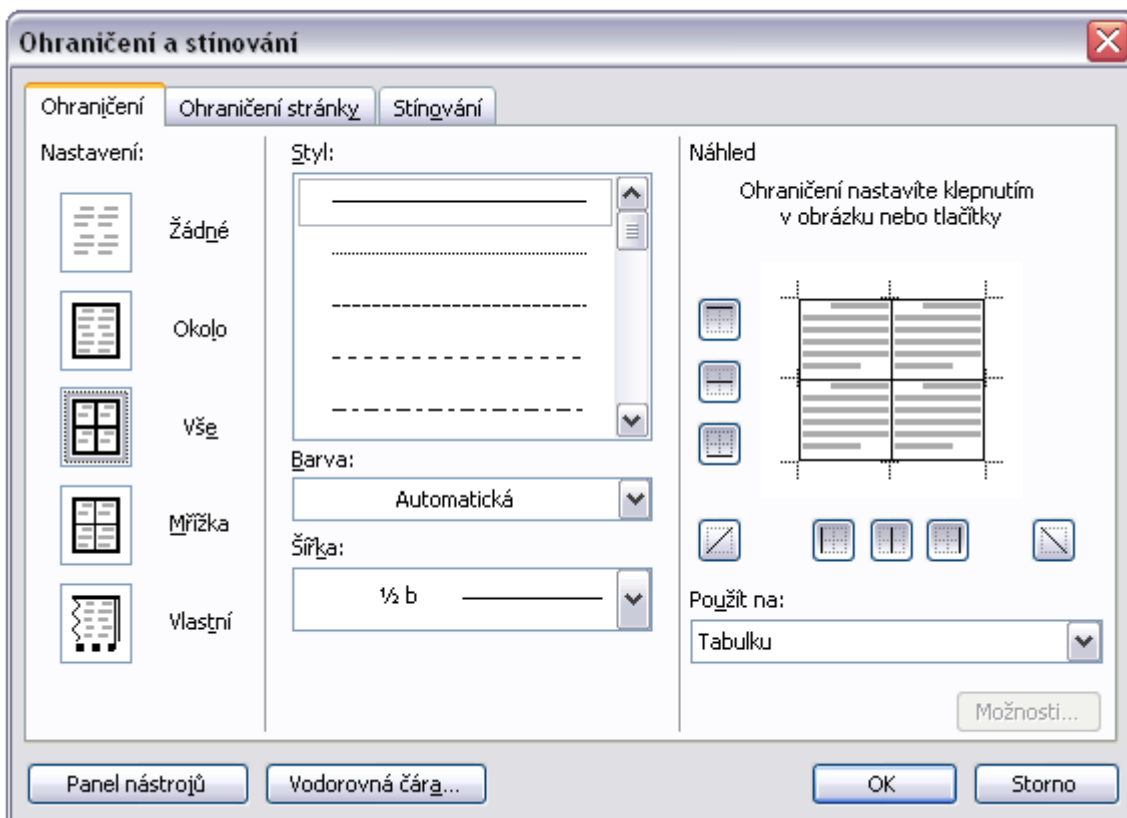 Ohraničení a stínování
Ohraničení
Ohraničení stránky
Stínování
Nastavení:
Žádné
Okolo
Vše
Mřížka
Vlastní
Styl:
Barva:
Automatická
Šířka:
½ b
Náhled
Ohraničení nastavíte klepnutím
v obrázku nebo tlačítky
Použít na:
Tabulku
Možnosti...
Panel nástrojů
Vodorovná čára...
OK
Storno